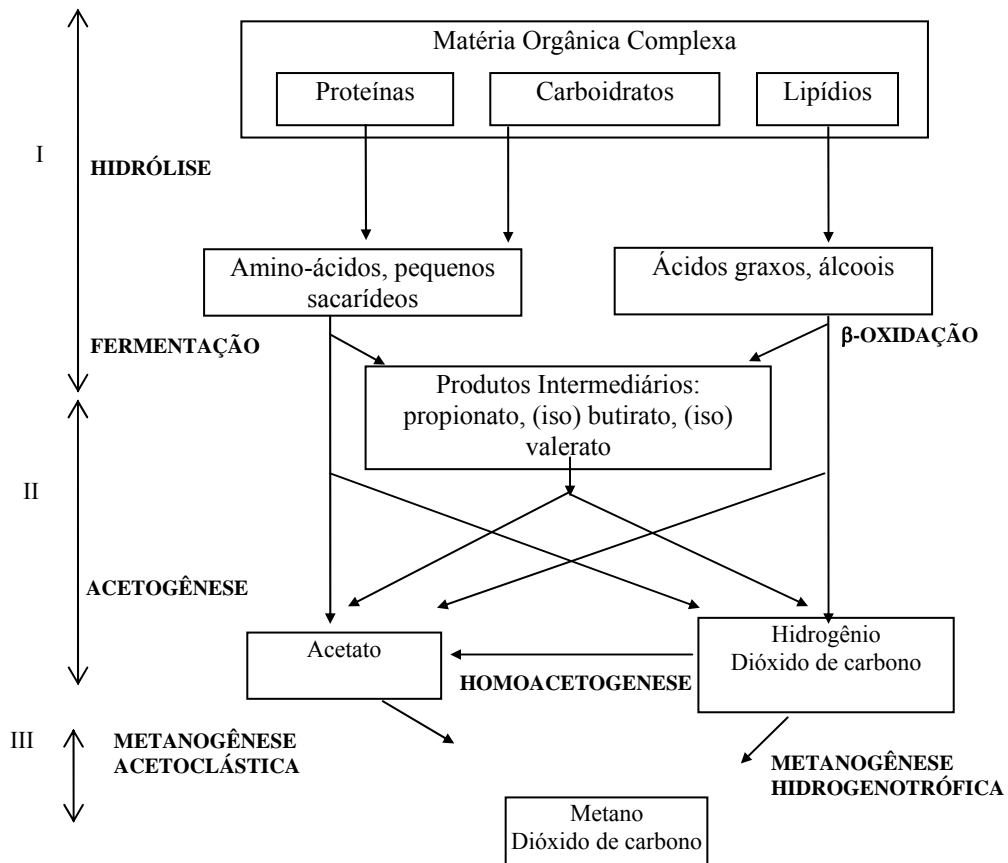 Matéria Orgânica Complexa
Proteínas
Carboidratos
Lipídios
I
HIDRÓLISE
Amino-ácidos, pequenos
sacarídeos
Ácidos graxos, álcoois
FERMENTAÇÃO
β-OXIDAÇÃO
Produtos Intermediários:
propionato, (iso) butirato, (iso)
valerato
II
ACETOGÊNESE
Acetato
Hidrogênio
Dióxido de carbono
HOMOACETOGENESE
III
METANOGÊNESE
ACETOCLÁSTICA
METANOGÊNESE
HIDROGENOTRÓFICA
Metano
Dióxido de carbono